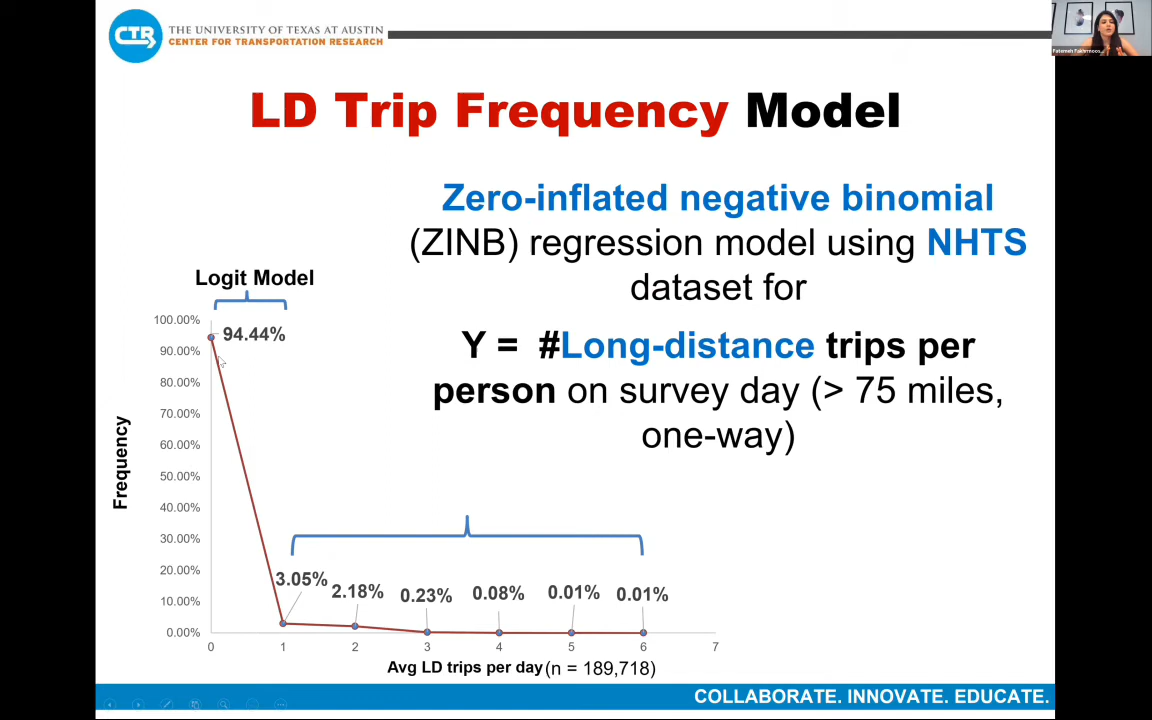 CTR
THE UNIVERSITY OF TEXAS AT AUSTIN
CENTER FOR TRANSPORTATION RESEARCH
LD Trip Frequency Model
Zero-inflated negative binomial
(ZINB) regression model using NHTS
dataset for
Y = #Long-distance trips per
person on survey day (> 75 miles,
one-way)
Logit Model
100.00%
90.00%
80.00%
70.00%
60.00%
50.00%
40.00%
30.00%
20.00%
10.00%
0.00%
Frequency
94.44%
3.05%
2.18%
0.23%
0.08%
0.01%
0.01%
0 1 2 3 4 5 6 7
Avg LD trips per day (n = 189,718)
COLLABORATE. INNOVATE. EDUCATE.